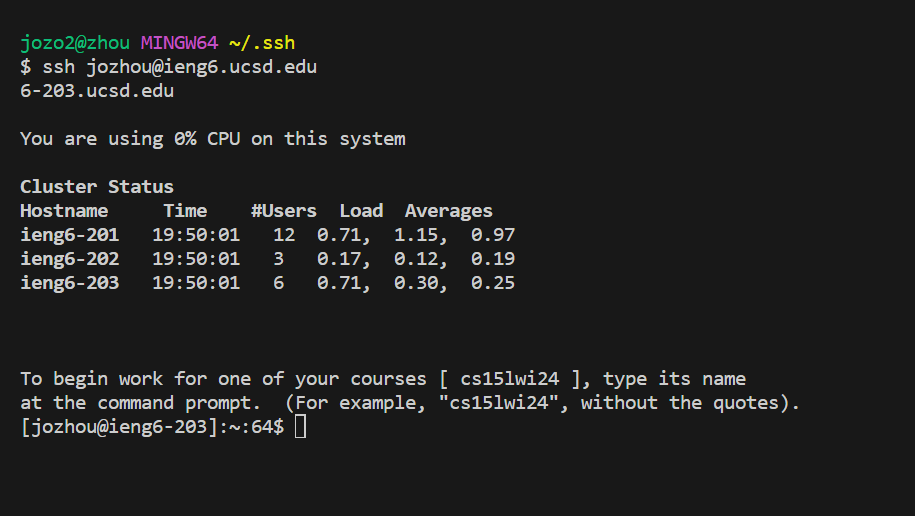 jozo2@zhou MINGW64 ~/.ssh
$ ssh jozhou@ieng6.ucsd.edu
6-203.ucsd.edu
You are using 0% CPU on this system
Cluster Status
Hostname     Time    #Users  Load  Averages
ieng6-201   19:50:01   12  0.71,  1.15,  0.97
ieng6-202   19:50:01   3   0.17,  0.12,  0.19
ieng6-203   19:50:01   6   0.71,  0.30,  0.25
To begin work for one of your courses [ cs15lwi24 ], type its name
at the command prompt.  (For example, "cs15lwi24", without the quotes).
[jozhou@ieng6-203]:~:64$